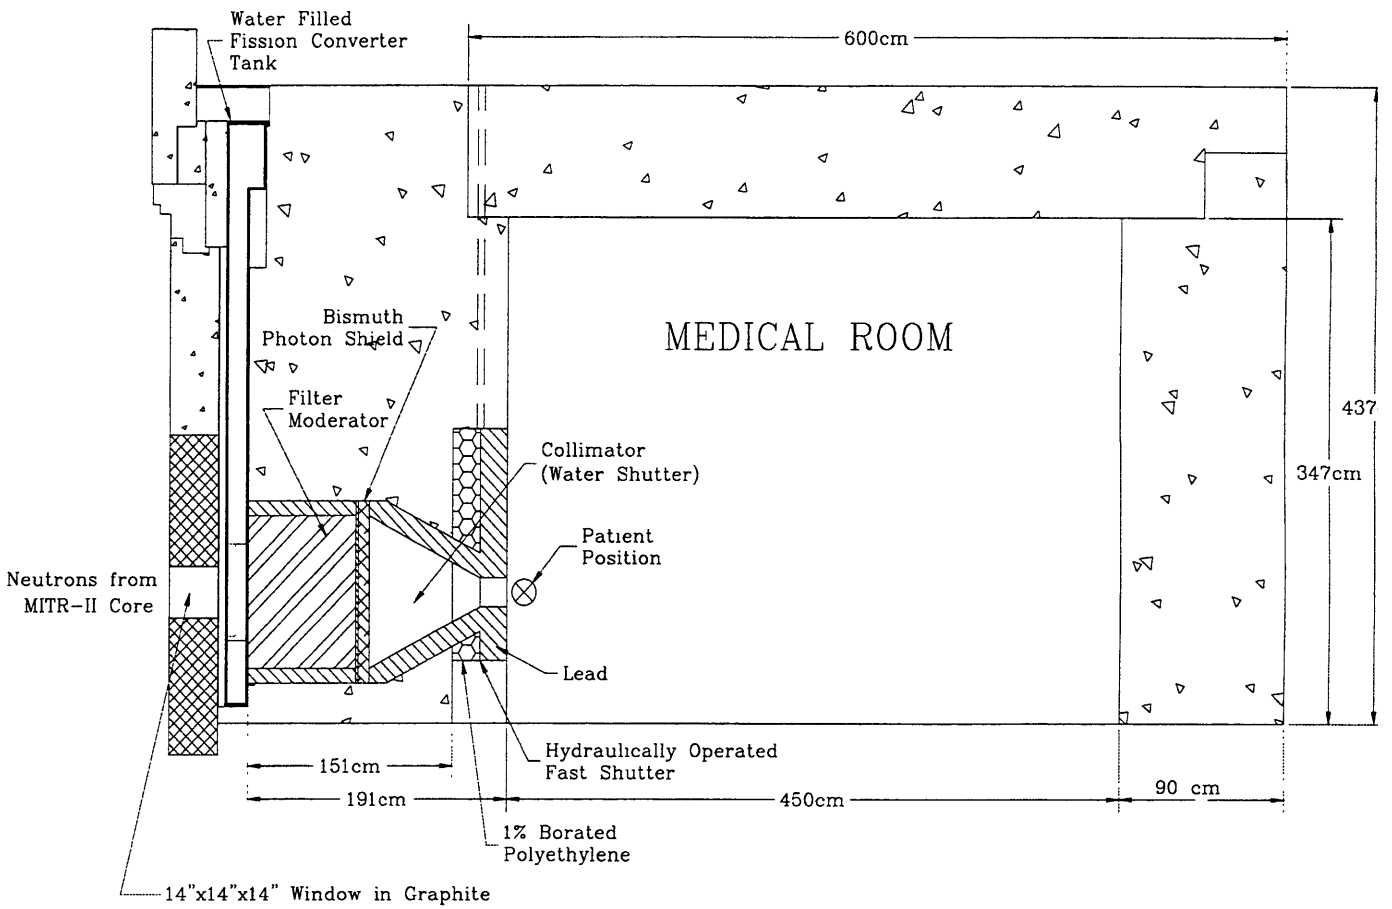 Water Filled
Fission Converter
Tank
600cm
Bismuth
Photon Shield
MEDICAL ROOM
Filter
Moderator
437
Collimator
(Water Shutter)
347cm
Patient
Position
Neutrons from
MITR-II Core
Lead
151cm
Hydraulically Operated
Fast Shutter
191cm
450cm
90 cm
1% Borated
Polyethylene
14"x14"x14" Window in Graphite